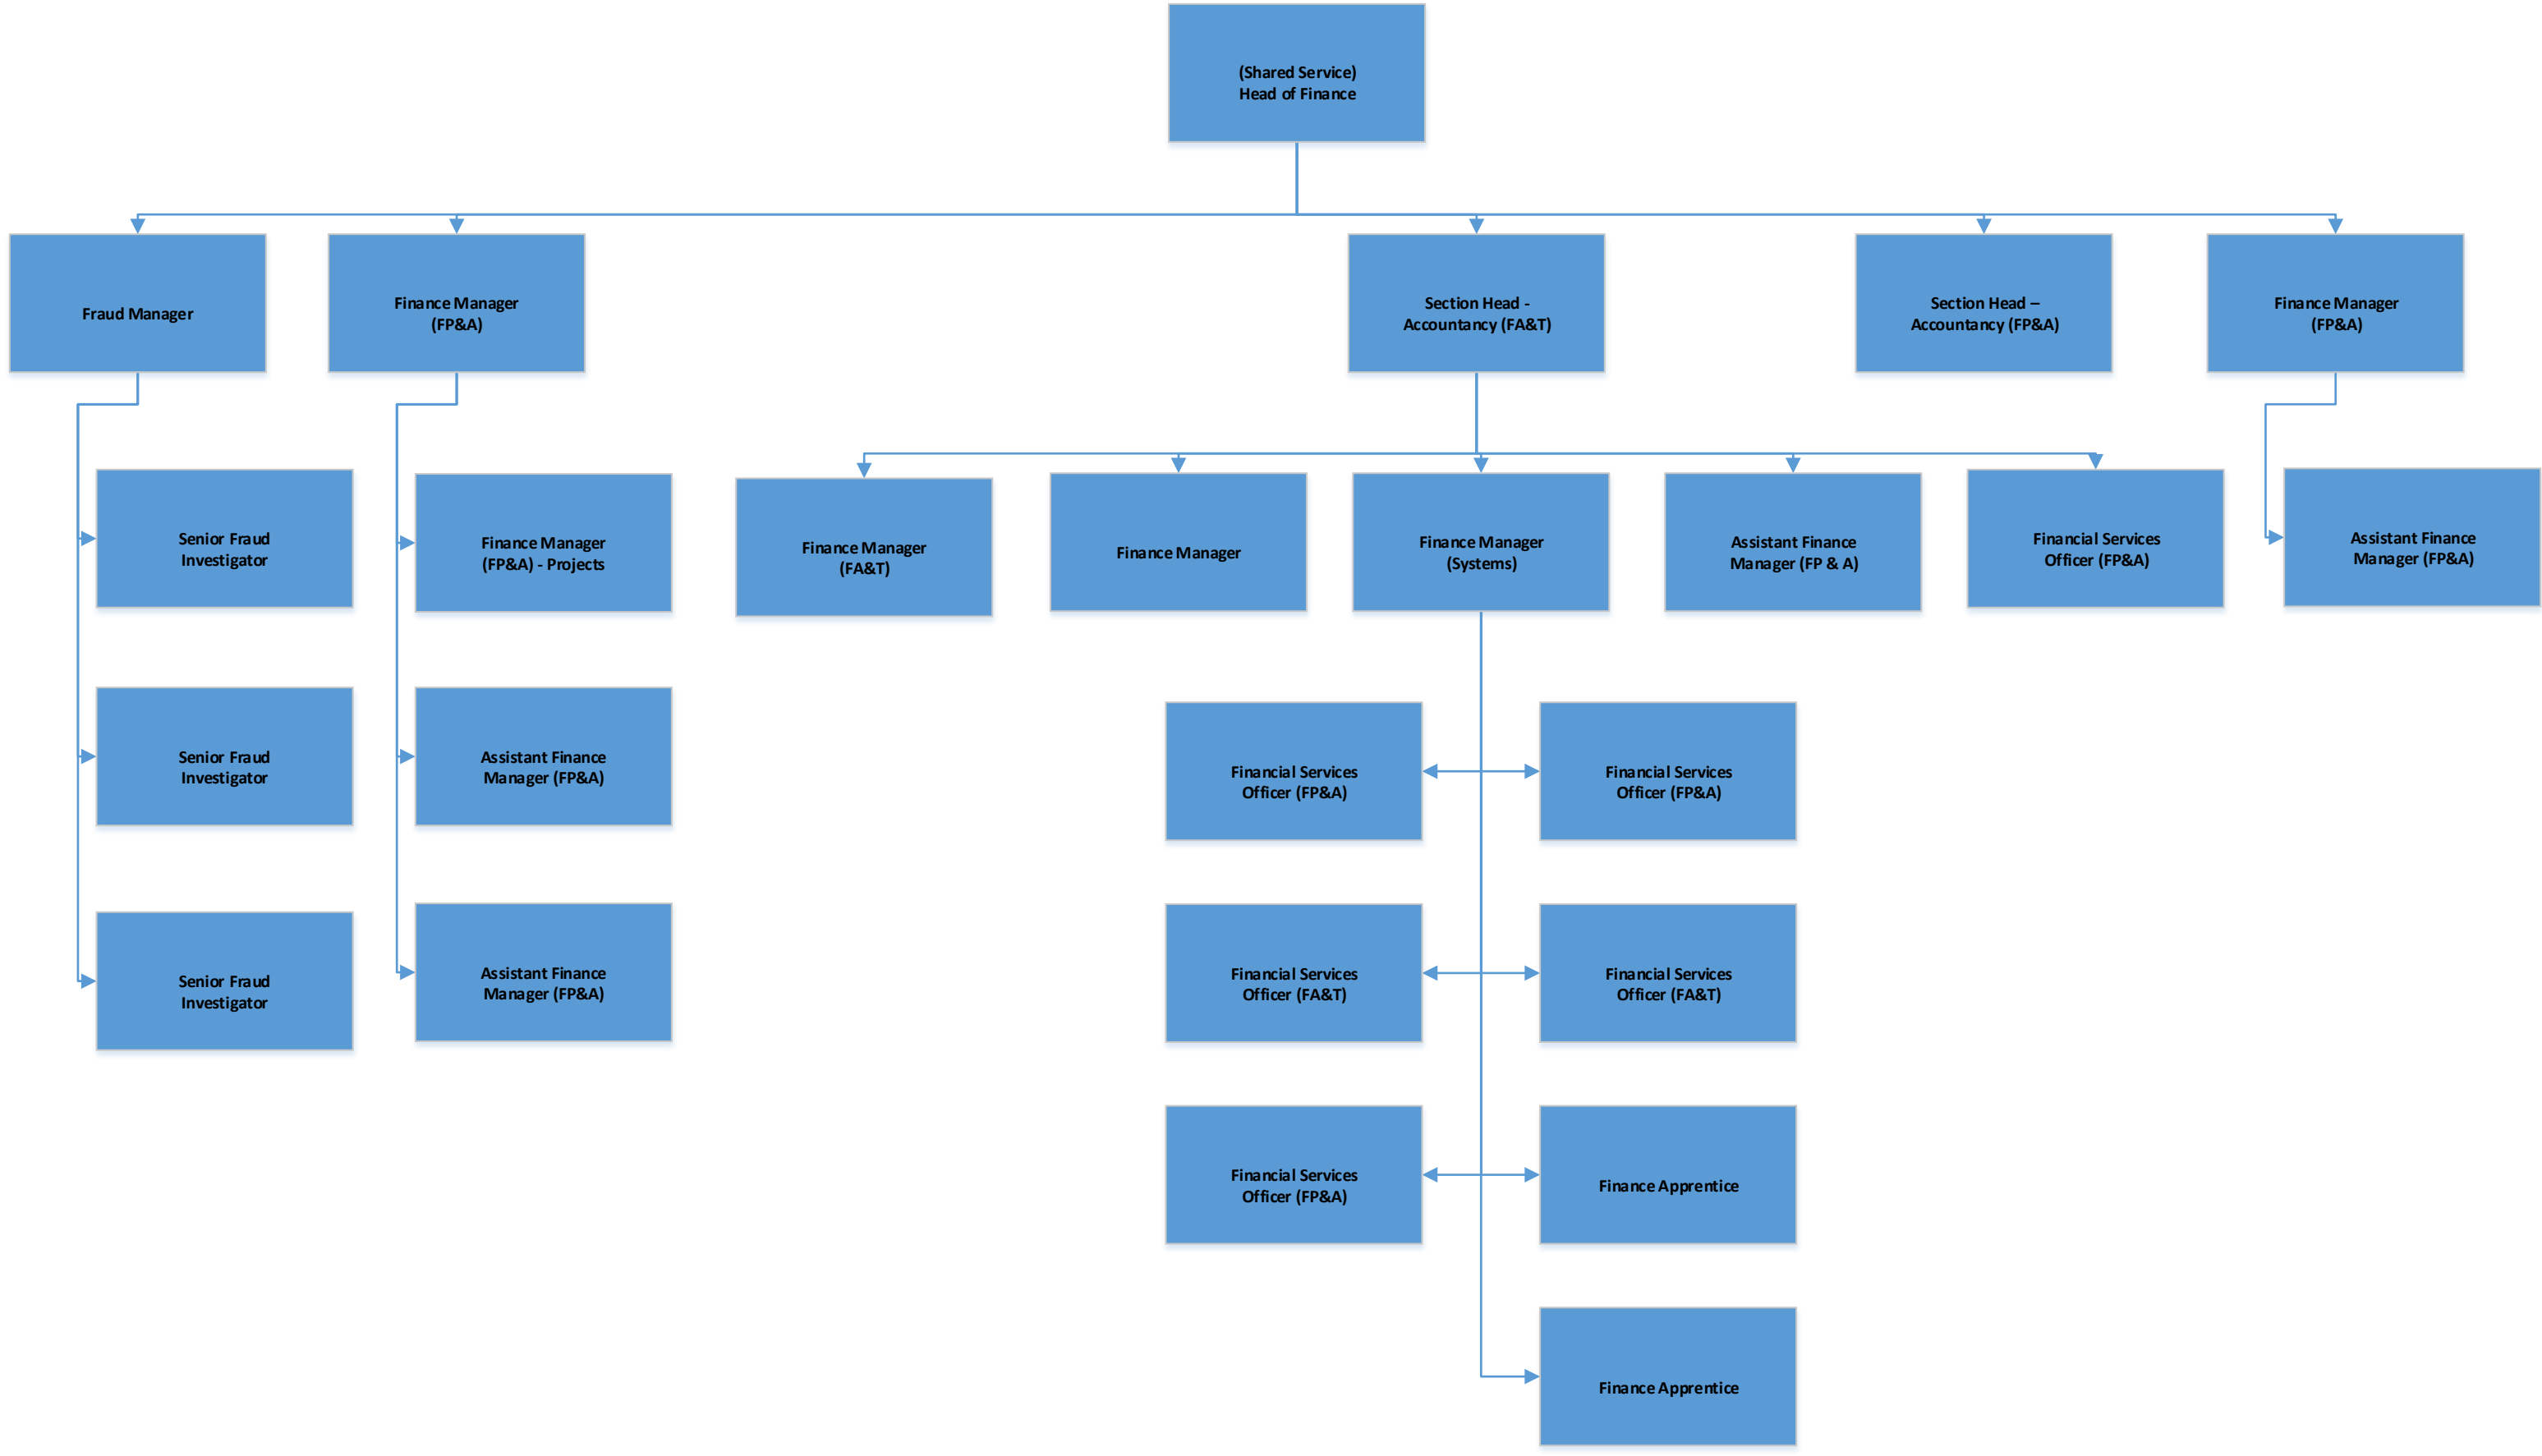 (Shared Service)
Head of Finance
Fraud Manager
Finance Manager
(FP&A)
Section Head -
Accountancy (FA&T)
Section Head –
Accountancy (FP&A)
Finance Manager
(FP&A)
Senior Fraud
Investigator
Finance Manager
(FP&A) - Projects
Finance Manager
(FA&T)
Finance Manager
Finance Manager
(Systems)
Assistant Finance
Manager (FP & A)
Financial Services
Officer (FP&A)
Assistant Finance
Manager (FP&A)
Senior Fraud
Investigator
Assistant Finance
Manager (FP&A)
Financial Services
Officer (FP&A)
Financial Services
Officer (FP&A)
Senior Fraud
Investigator
Assistant Finance
Manager (FP&A)
Financial Services
Officer (FA&T)
Financial Services
Officer (FA&T)
Financial Services
Officer (FP&A)
Finance Apprentice
Finance Apprentice